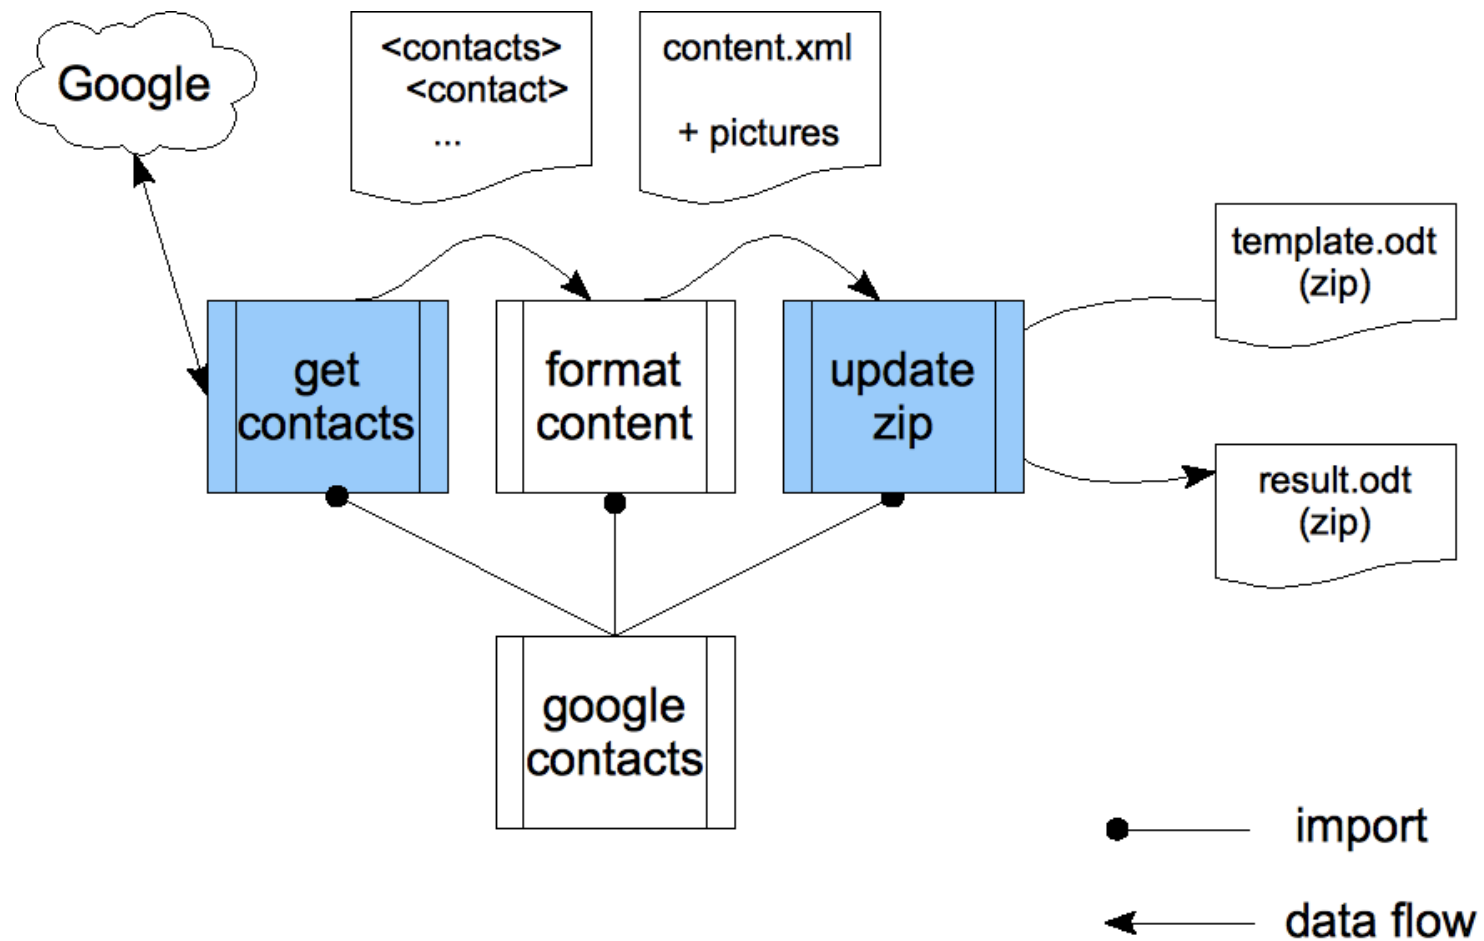 Google
<contacts>
<contact>
...
content.xml
+ pictures
template.odt
(zip)
get
contacts
format
content
update
zip
result.odt
(zip)
google
contacts
import
data flow